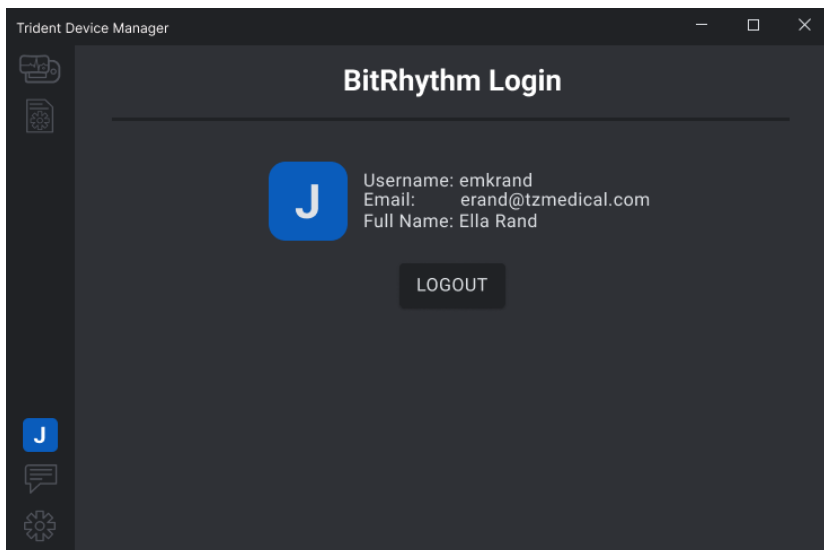 Trident Device Manager
BitRhythm Login
J
Username: emkrand
Email: erand@tzmedical.com
Full Name: Ella Rand
LOGOUT
J